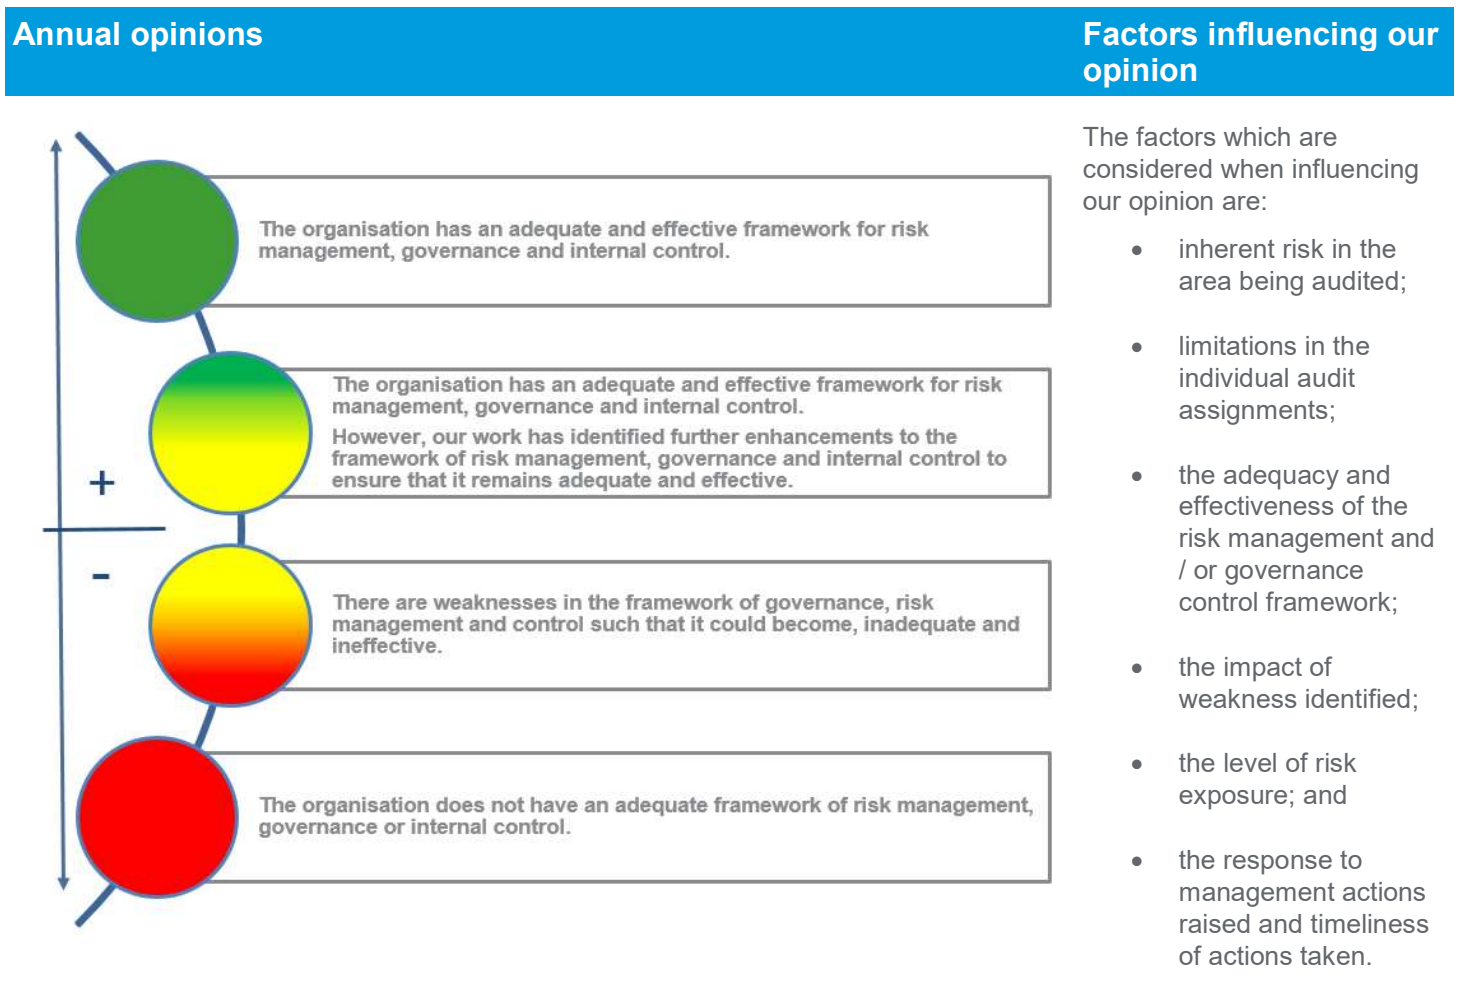 Annual opinions
Factors influencing our
opinion
The organisation has an adequate and effective framework for risk
management, governance and internal control.
The organisation has an adequate and effective framework for risk
management, governance and internal control.
However, our work has identified further enhancements to the
framework of risk management, governance and internal control to
ensure that it remains adequate and effective.
+
-
There are weaknesses in the framework of governance, risk
management and control such that it could become, inadequate and
ineffective.
The organisation does not have an adequate framework of risk management,
governance or internal control.
The factors which are
considered when influencing
our opinion are:
• inherent risk in the
area being audited;
• limitations in the
individual audit
assignments;
• the adequacy and
effectiveness of the
risk management and
/ or governance
control framework;
• the impact of
weakness identified;
• the level of risk
exposure; and
• the response to
management actions
raised and timeliness
of actions taken.